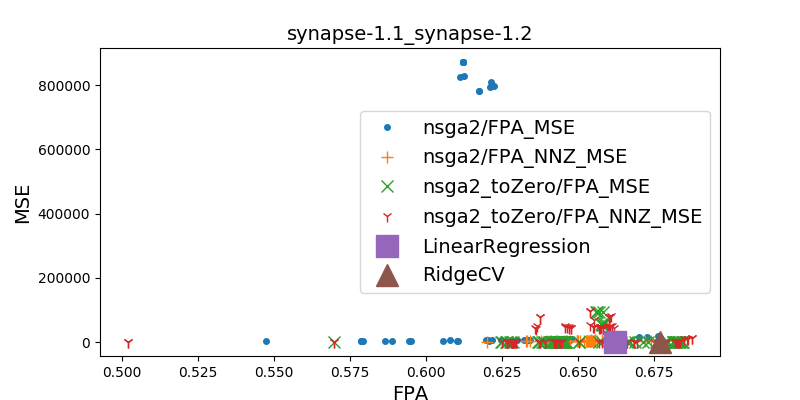 synapse-1.1_synapse-1.2
MSE
800000
600000
400000
200000
0
nsga2/FPA_MSE
nsga2/FPA_NNZ_MSE
nsga2_toZero/FPA_MSE
nsga2_toZero/FPA_NNZ_MSE
LinearRegression
RidgeCV
0.500 0.525 0.550 0.575 0.600 0.625 0.650 0.675
FPA